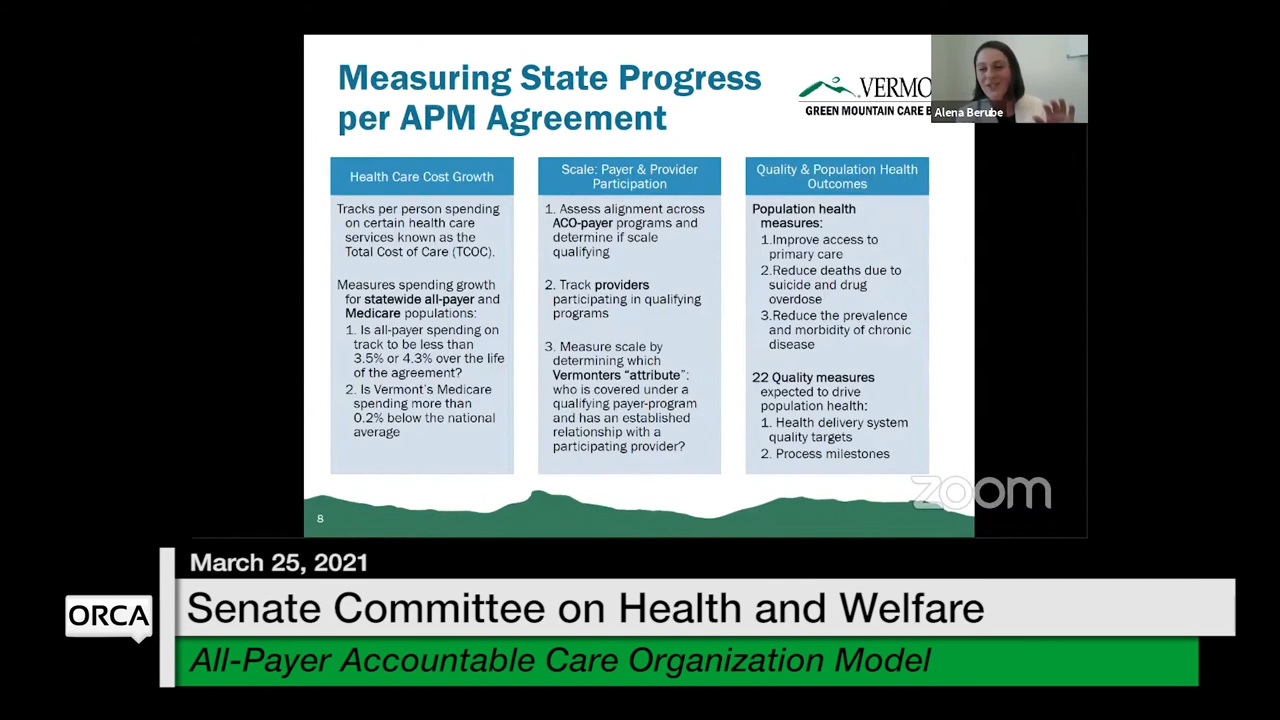 Measuring State Progress
per APM Agreement
VERMO
GREEN MOUNTAIN CARE B
Alena Berube
Health Care Cost Growth
Tracks per person spending
on certain health care
services known as the
Total Cost of Care (TCOC).
Measures spending growth
for statewide all-payer and
Medicare populations:
1. Is all-payer spending on
track to be less than
3.5% or 4.3% over the life
of the agreement?
2. Is Vermont's Medicare
spending more than
0.2% below the national
average
Scale: Payer & Provider
Participation
1. Assess alignment across
ACO-payer programs and
determine if scale
qualifying
2. Track providers
participating in qualifying
programs
3. Measure scale by
determining which
Vermonters "attribute":
who is covered under a
qualifying payer-program
and has an established
relationship with a
participating provider?
Quality & Population Health
Outcomes
Population health
measures:
1.Improve access to
primary care
2.Reduce deaths due to
suicide and drug
overdose
3.Reduce the prevalence
and morbidity of chronic
disease
22 Quality measures
expected to drive
population health:
1. Health delivery system
quality targets
2. Process milestones
8
zoom
March 25, 2021
ORCA
Senate Committee on Health and Welfare
All-Payer Accountable Care Organization Model